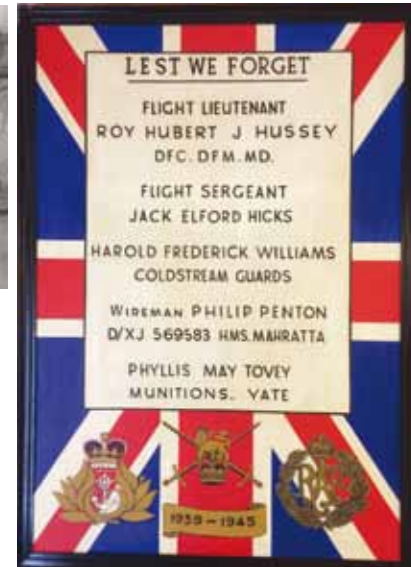 LEST WE FORGET
FLIGHT LIEUTENANT
ROY HUBERT J HUSSEY
DFC. DFM. MD.
FLIGHT SERGEANT
JACK ELFORD HICKS
HAROLD FREDERICK WILLIAMS
COLDSTREAM GUARDS
WIREMAN PHILIP PENTON
D/XJ 569583 HMS. MAHRATTA
PHYLLIS MAY TOVEY
MUNITIONS. YATE
1939-1945